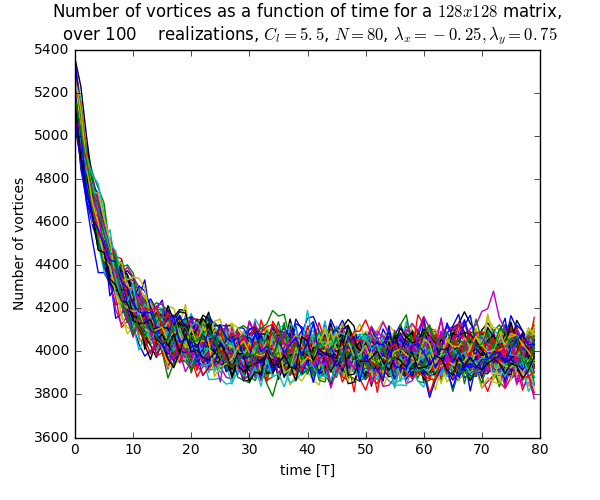 Number of vortices as a function of time for a 128x128 matrix,
over 100    realizations, C_l = 5.5, N = 80, λ_x = −0.25, λ_y = 0.75
5400
5200
5000
4800
4600
4400
4200
4000
3800
3600
Number of vortices
0 10 20 30 40 50 60 70 80
time [T]